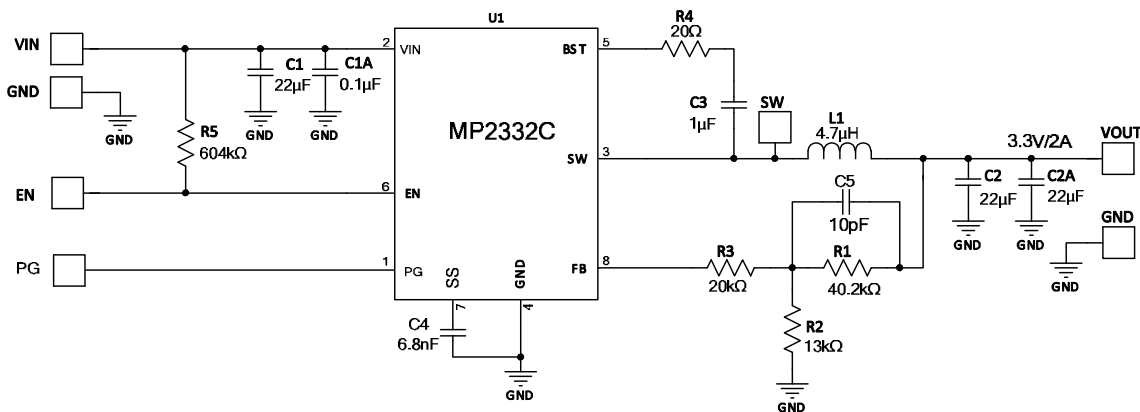 U1
VIN
2
VIN
C1
22µF
C1A
0.1µF
GND
GND
GND
GND
R5
604kΩ
EN
6
EN
PG
1
PG
MP2332C
SS
7
GND
4
C4
6.8nF
GND
BST
5
R4
20Ω
C3
1µF
SW
SW
3
L1
4.7µH
3.3V/2A
VOUT
C2
22µF
C2A
22µF
GND
GND
GND
GND
C5
10pF
FB
8
R3
20kΩ
R1
40.2kΩ
R2
13kΩ
GND